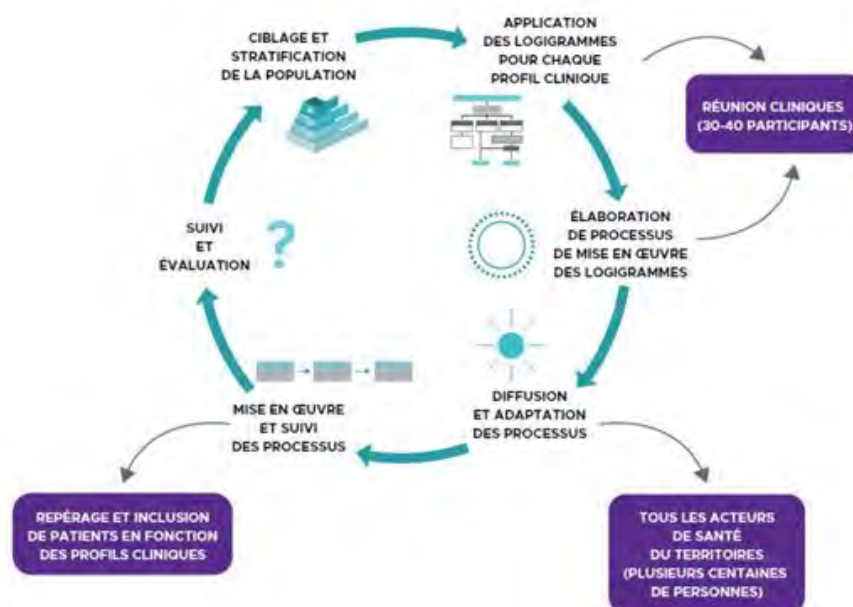 CIBLAGE ET
STRATIFICATION
DE LA POPULATION
APPLICATION
DES LOGIGRAMMES
POUR CHAQUE
PROFIL CLINIQUE
RÉUNION CLINIQUES
(30-40 PARTICIPANTS)
ÉLABORATION
DE PROCESSUS
DE MISE EN ŒUVRE
DES LOGIGRAMMES
SUIVI
ET
ÉVALUATION
?
DIFFUSION
ET ADAPTATION
DES PROCESSUS
MISE EN ŒUVRE
ET SUIVI
DES PROCESSUS
REPÉRAGE ET INCLUSION
DE PATIENTS EN FONCTION
DES PROFILS CLINIQUES
TOUS LES ACTEURS
DE SANTÉ
DU TERRITOIRES
(PLUSIEURS CENTAINES
DE PERSONNES)